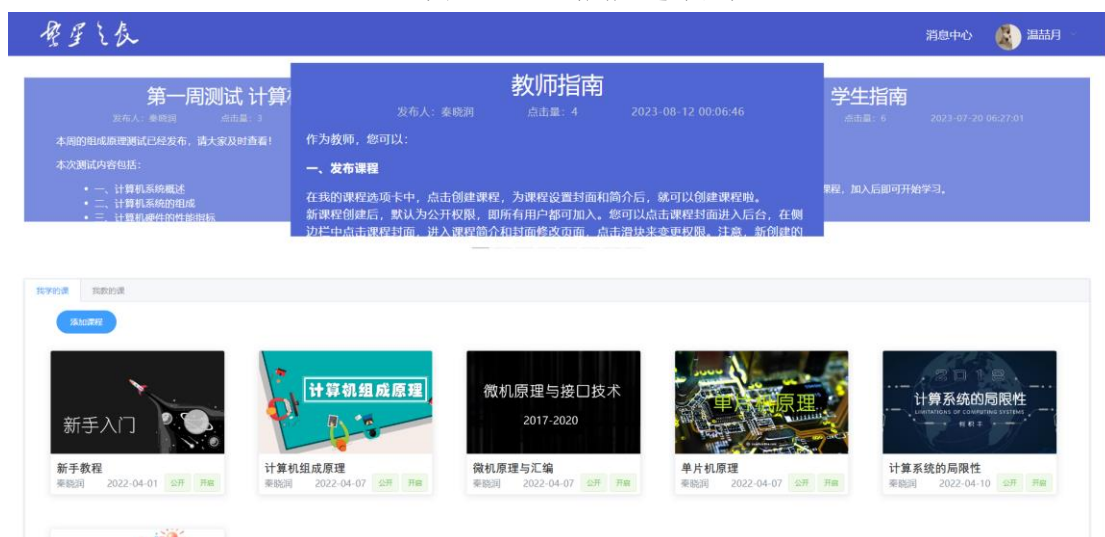 繁星之长
消息中心
温喆月
第一周测试 计算机
发布人：秦晓润
点击量：3
本周的组成原理测试已经发布，请大家及时查看！
本次测试内容包括：
• 一、计算机系统概述
• 二、计算机系统的组成
• 三、计算机硬件的性能指标
教师指南
发布人：秦晓润
点击量：4
2023-08-12 00:06:46
作为教师，您可以：
一、发布课程
在我的课程选项卡中，点击创建课程，为课程设置封面和简介后，就可以创建课程啦。
新课程创建后，默认为公开权限，即所有用户都可加入。您可以点击课程封面进入后台，在侧
边栏中点击课程封面，进入课程简介和封面修改页面，点击滑块来变更权限。注意，新创建的
学生指南
点击量：6
2023-07-20 06:27:01
课程，加入后即可开始学习。
我学的课
我教的课
添加课程
新手入门
新手教程
秦晓润 2022-04-01 公开 开启
计算机组成原理
计算机组成原理
秦晓润 2022-04-07 公开 开启
微机原理与接口技术
2017-2020
微机原理与汇编
秦晓润 2022-04-07 公开 开启
单片机原理
单片机原理
秦晓润 2022-04-07 公开 开启
2019
计算系统的局限性
LIMITATIONS OF COMPUTING SYSTEMS
计算系统的局限性
秦晓润 2022-04-10 公开 开启